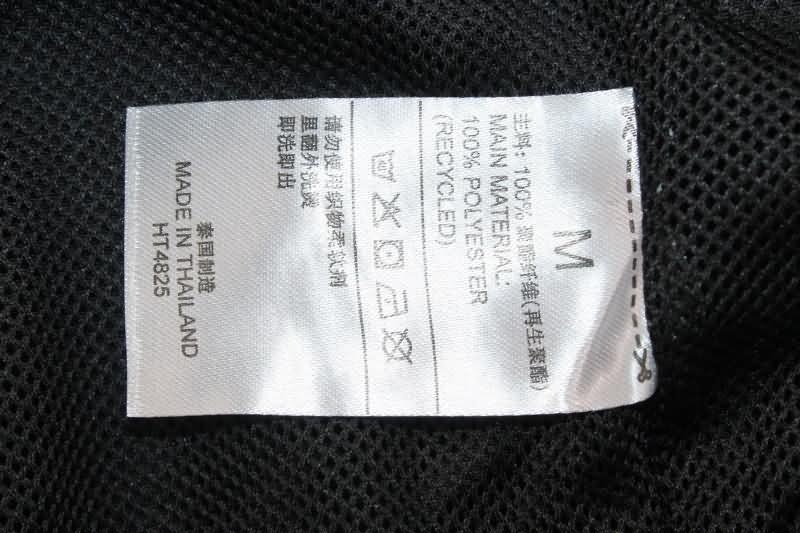 M
主料: 100% 聚酯纤维(再生聚酯)
MAIN MATERIAL:
100% POLYESTER
(RECYCLED)
请勿使用织物柔软剂
里翻外洗烫
即洗即出
泰国制造
MADE IN THAILAND
HT4825